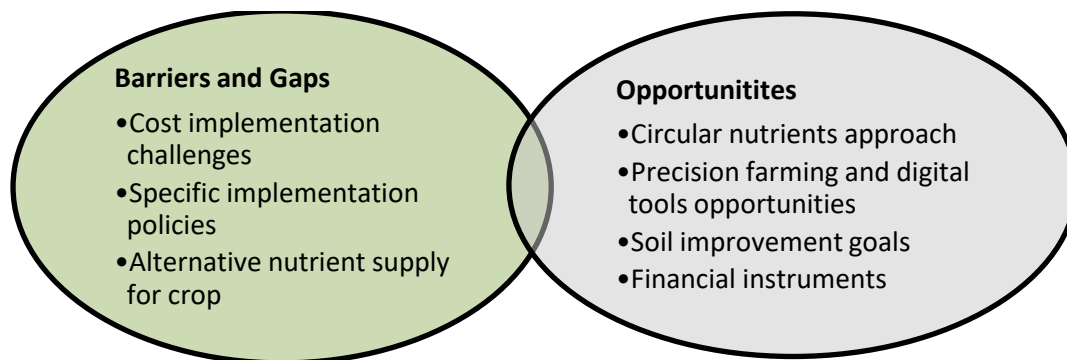 Barriers and Gaps
•Cost implementation
challenges
•Specific implementation
policies
•Alternative nutrient supply
for crop
Opportunitites
•Circular nutrients approach
•Precision farming and digital
tools opportunities
•Soil improvement goals
•Financial instruments